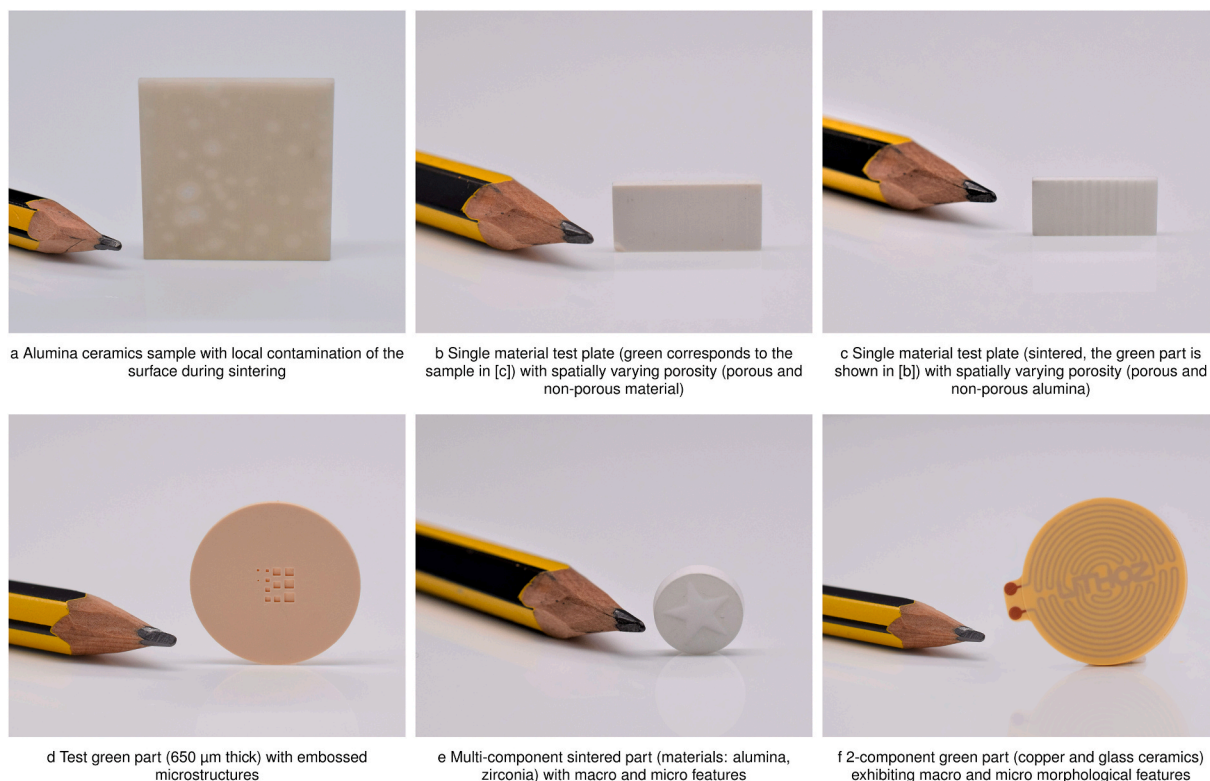 a Alumina ceramics sample with local contamination of the
surface during sintering
b Single material test plate (green corresponds to the
sample in [c]) with spatially varying porosity (porous and
non-porous material)
c Single material test plate (sintered, the green part is
shown in [b]) with spatially varying porosity (porous and
non-porous alumina)
d Test green part (650 µm thick) with embossed
microstructures
e Multi-component sintered part (materials: alumina,
zirconia) with macro and micro features
f 2-component green part (copper and glass ceramics)
exhibiting macro and micro morphological features